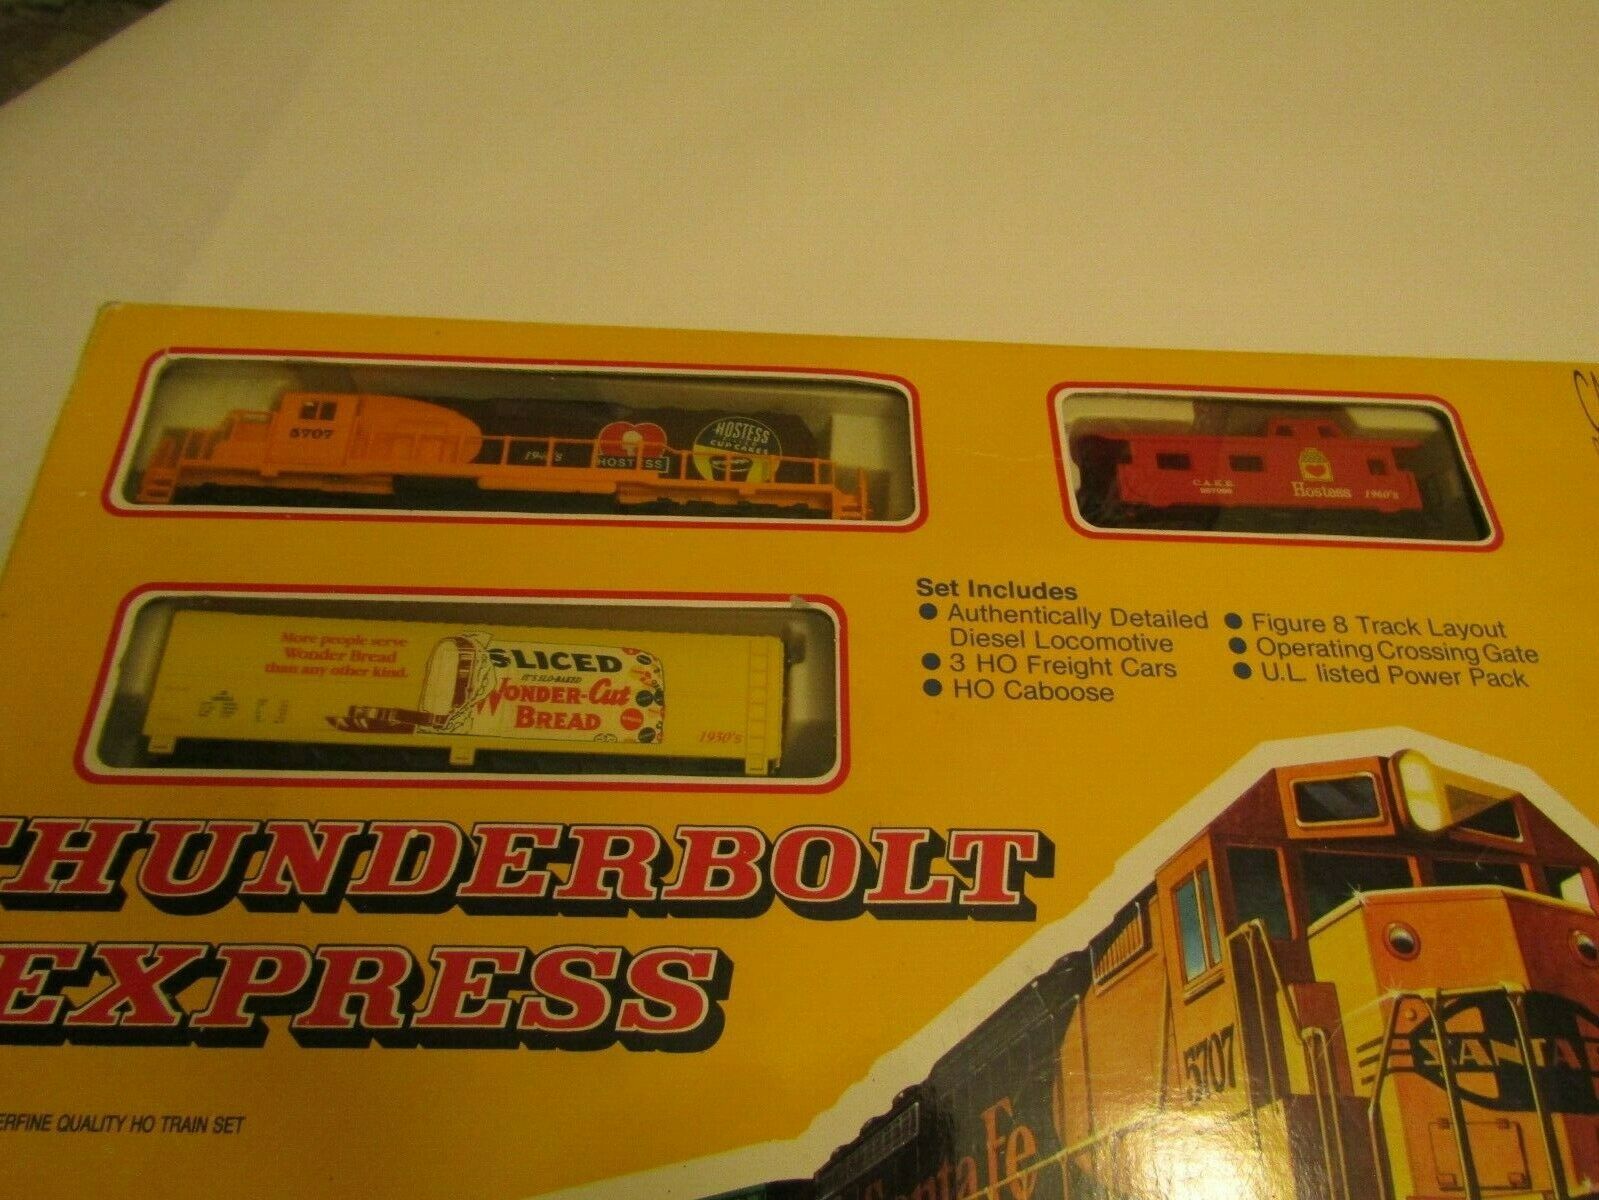 5707
1940's
HOSTESS
HOSTESS
CUP CAKES
C.A.K.E.
Hostess 1960's
More people serve
Wonder Bread
than any other kind.
SLICED
IT'S SLO-BAKED
WONDER-Cut
BREAD
1950's
Set Includes
● Authentically Detailed
Diesel Locomotive
● 3 HO Freight Cars
● HO Caboose
● Figure 8 Track Layout
● Operating Crossing Gate
● U.L. listed Power Pack
THUNDERBOLT
EXPRESS
ERFINE QUALITY HO TRAIN SET
5707
SANTA F
Santa Fe